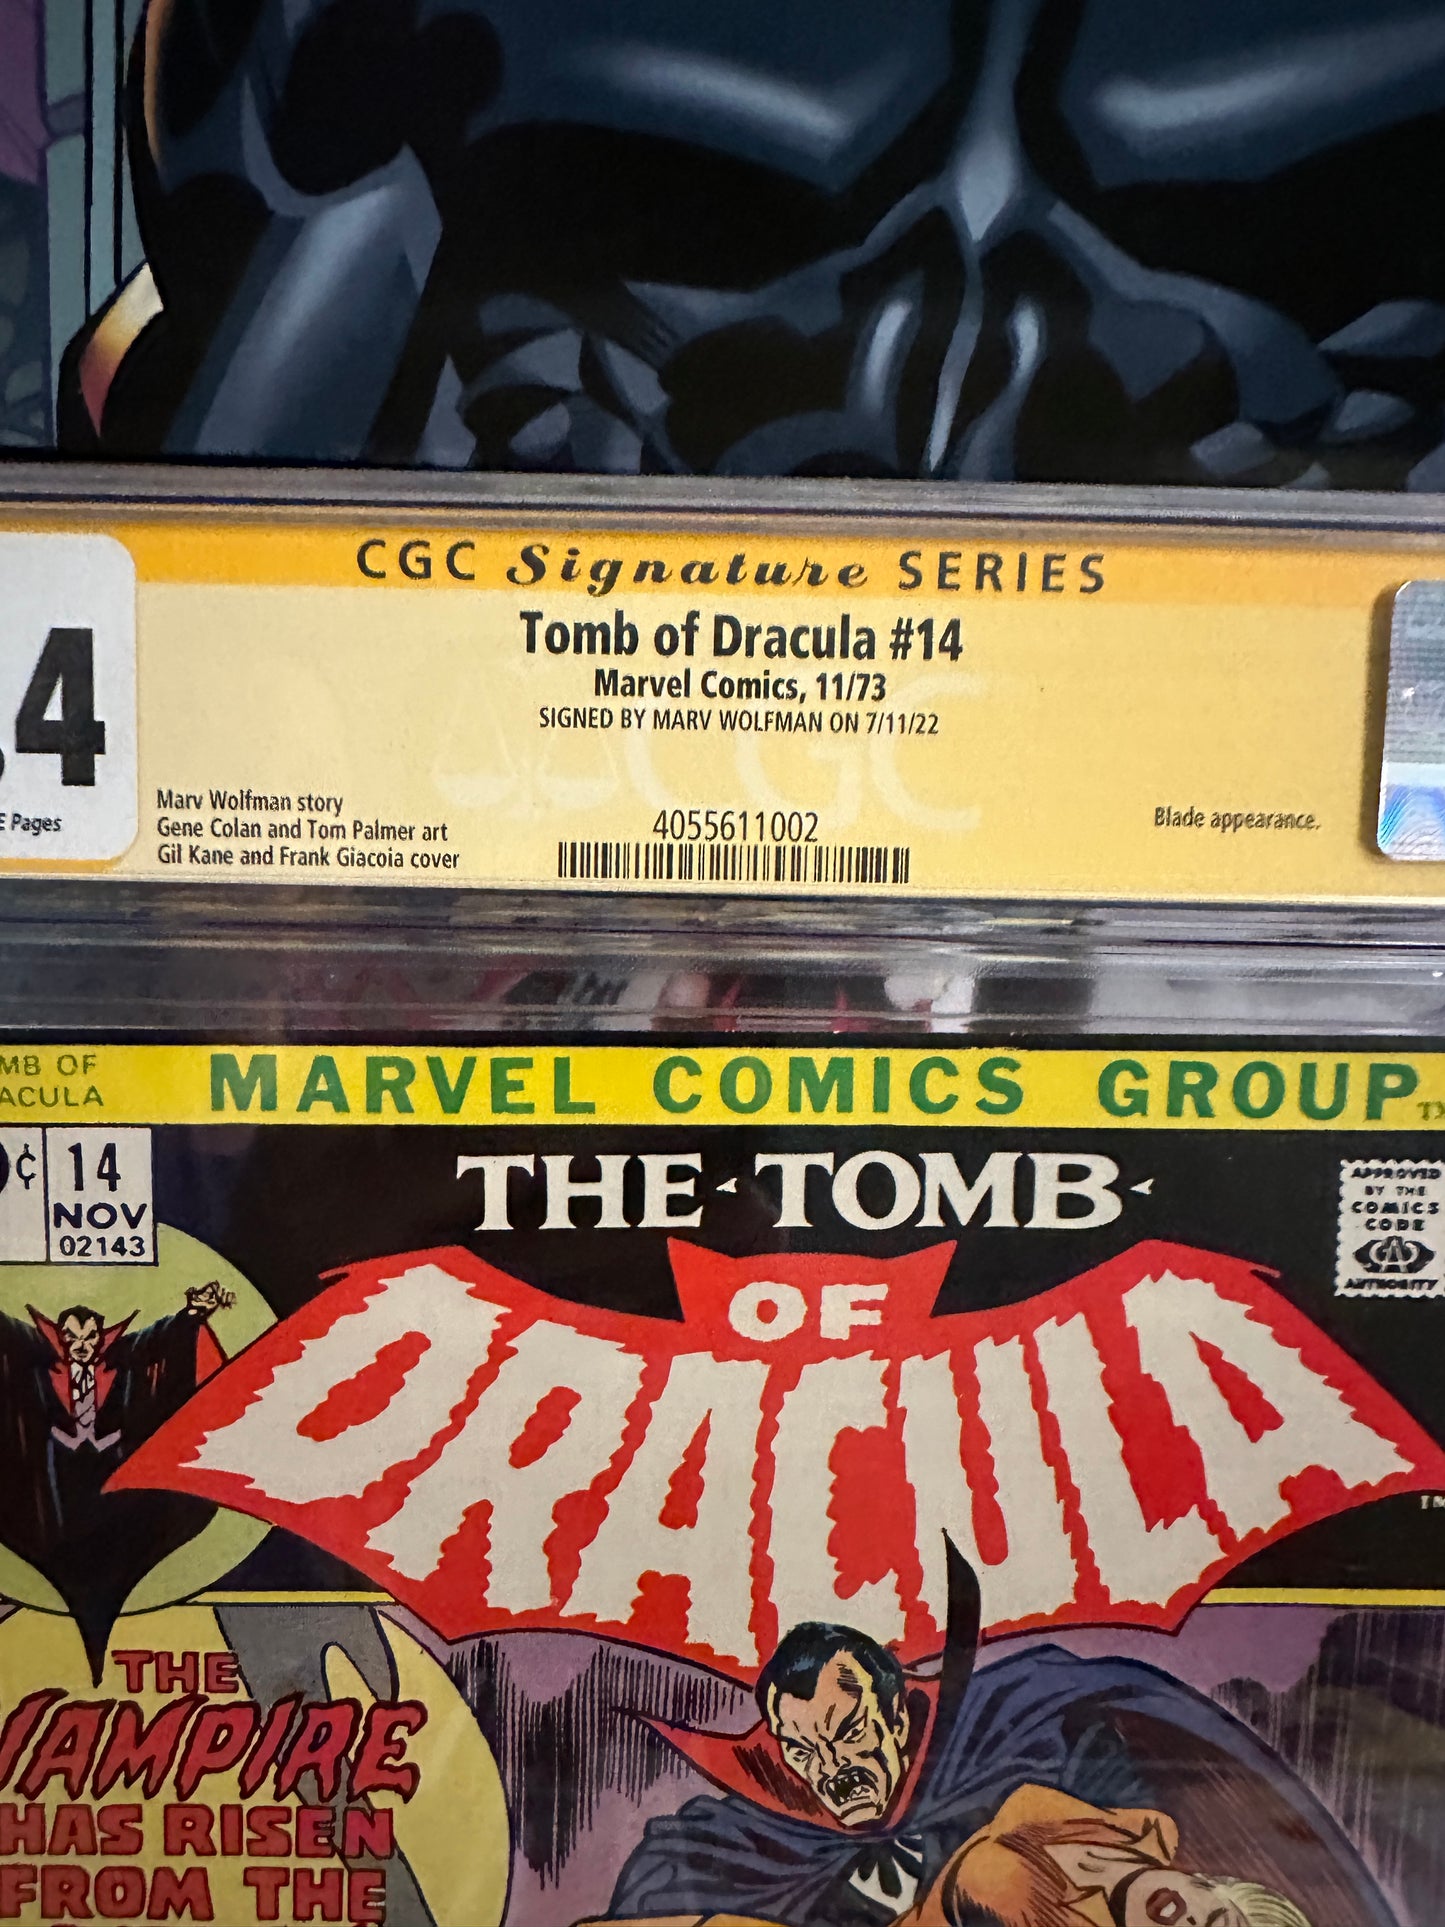 CGC Signature SERIES
Tomb of Dracula #14
Marvel Comics, 11/73
SIGNED BY MARV WOLFMAN ON 7/11/22
.4
E Pages
Marv Wolfman story
Gene Colan and Tom Palmer art
Gil Kane and Frank Giacoia cover
4055611002
Blade appearance.
CGC
MB OF
ACULA
MARVEL COMICS GROUP
¢
14
NOV
02143
THE TOMB
OF
DRACULA
APPROVED
BY THE
COMICS
CODE
AUTHORITY
THE
VAMPIRE
HAS RISEN
FROM THE